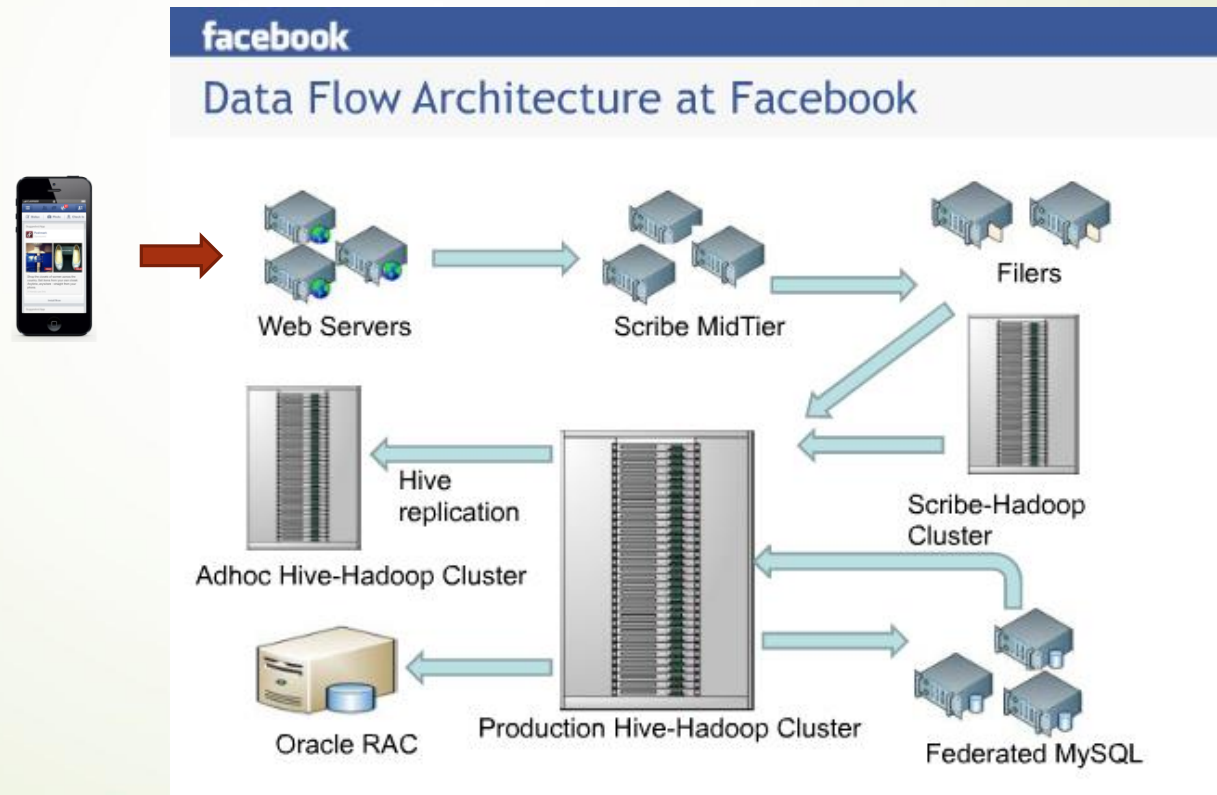 facebook
Data Flow Architecture at Facebook
Web Servers
Scribe MidTier
Filers
Hive
replication
Scribe-Hadoop
Cluster
Adhoc Hive-Hadoop Cluster
Production Hive-Hadoop Cluster
Oracle RAC
Federated MySQL